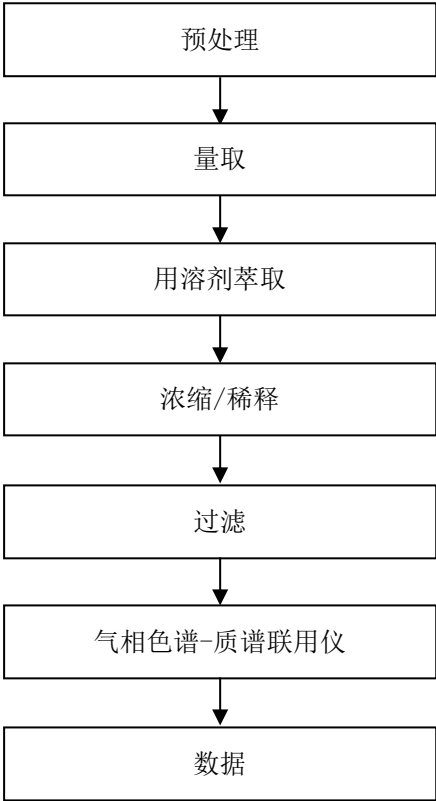 预处理
量取
用溶剂萃取
浓缩/稀释
过滤
气相色谱-质谱联用仪
数据